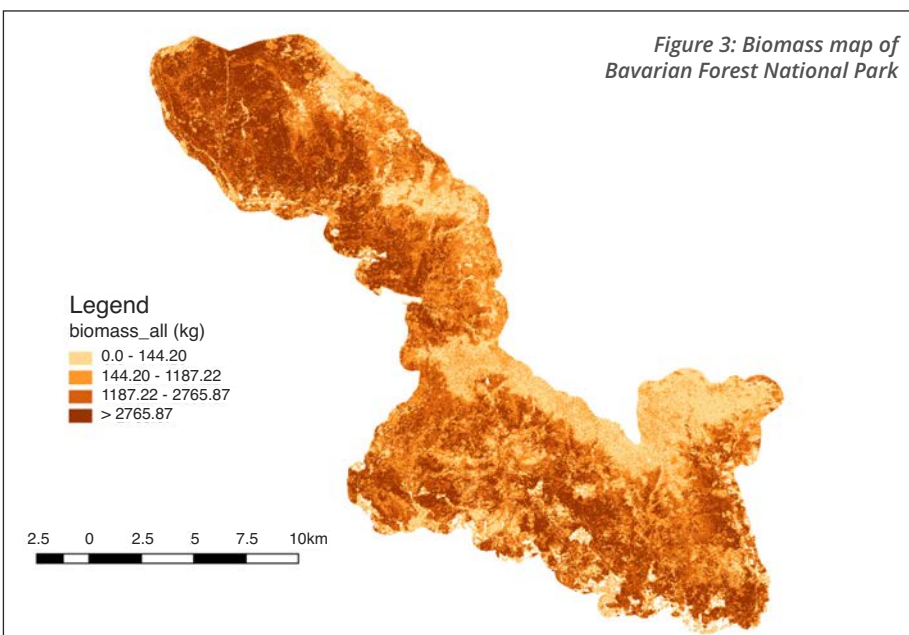 Figure 3: Biomass map of
Bavarian Forest National Park
Legend
biomass_all (kg)
0.0 - 144.20
144.20 - 1187.22
1187.22 - 2765.87
> 2765.87
2.5 0 2.5 5 7.5 10km